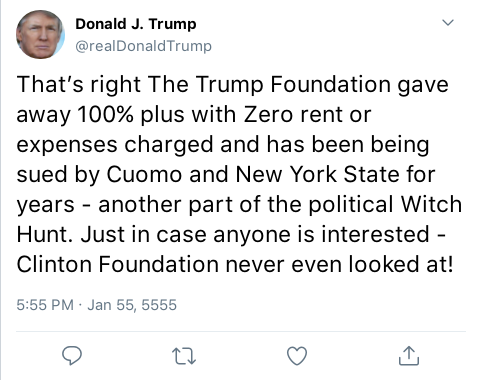 Donald J. Trump
@realDonaldTrump
That's right The Trump Foundation gave
away 100% plus with Zero rent or
expenses charged and has been being
sued by Cuomo and New York State for
years - another part of the political Witch
Hunt. Just in case anyone is interested -
Clinton Foundation never even looked at!
5:55 PM · Jan 55, 5555